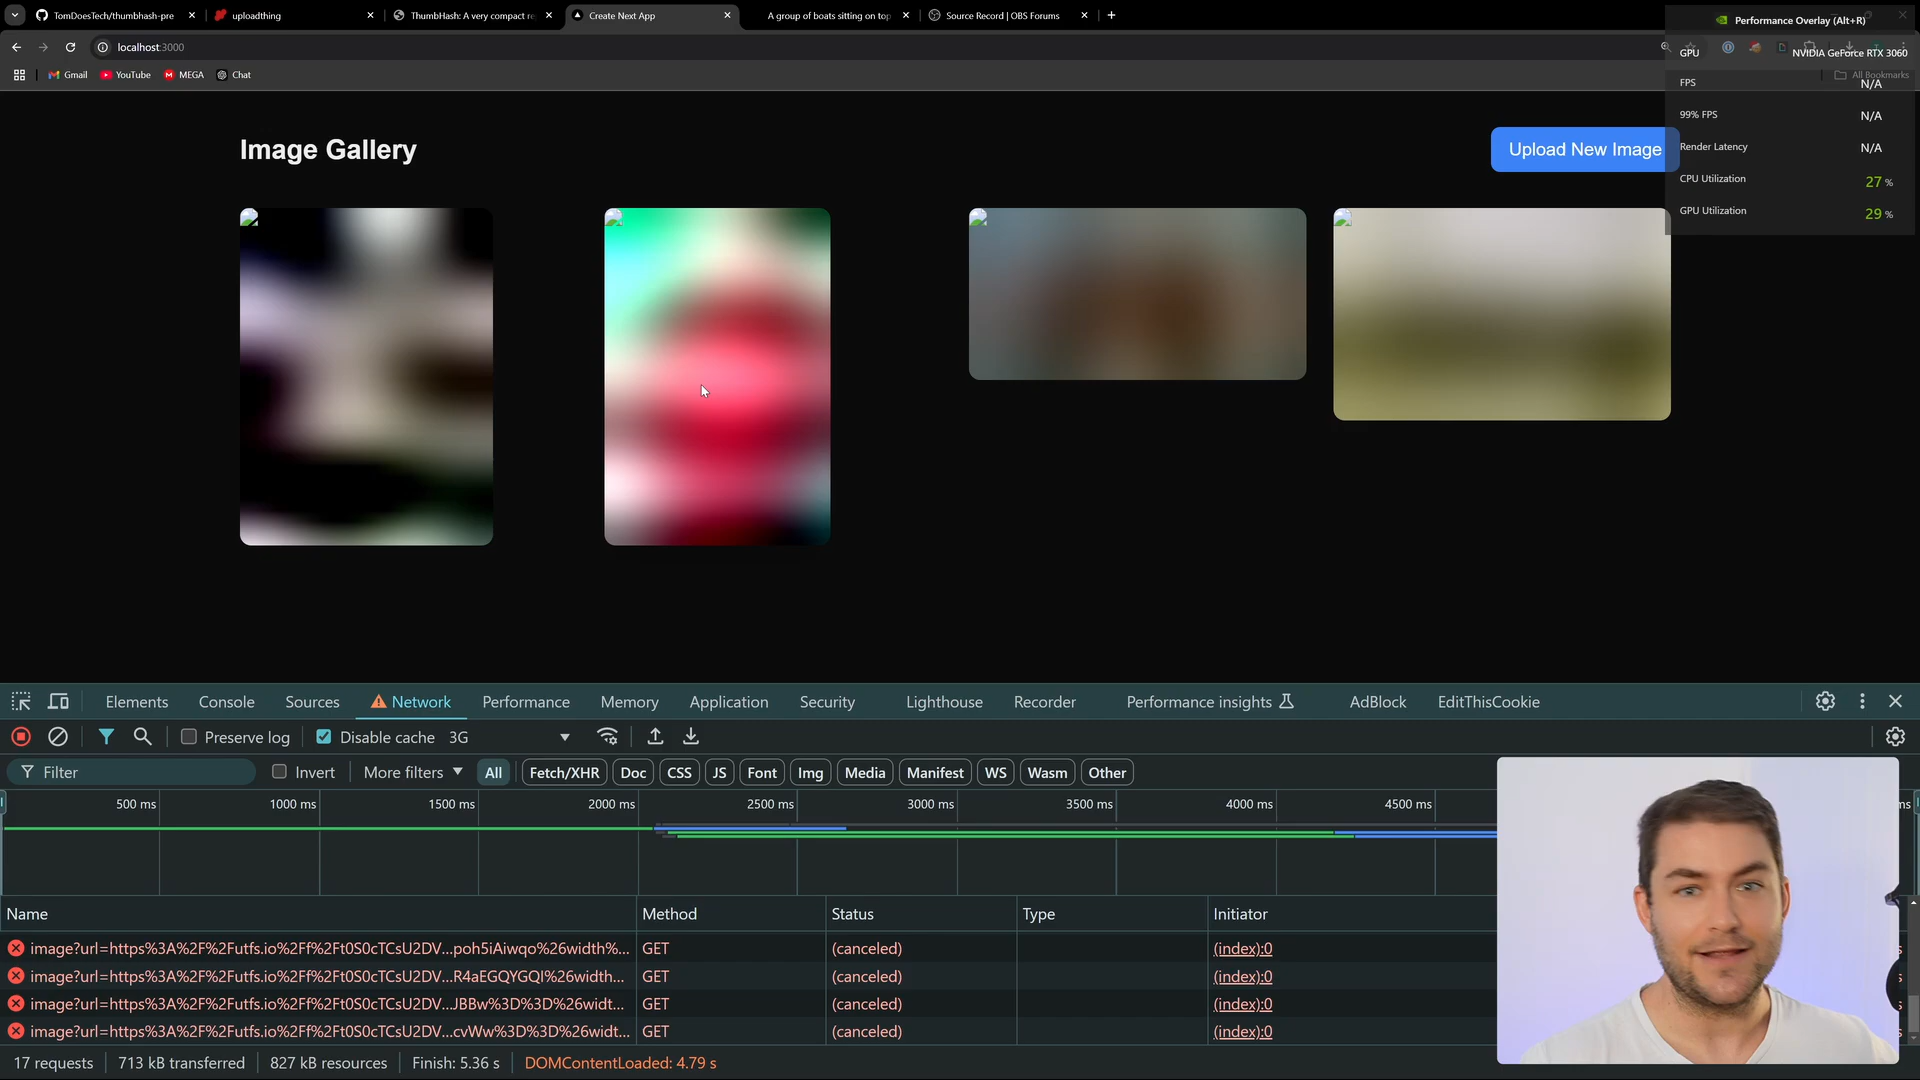 TomDoesTech/thumbhash-pre
uploadthing
ThumbHash: A very compact re
Create Next App
A group of boats sitting on top
Source Record | OBS Forums
Performance Overlay (Alt+R)
localhost:3000
GPU
NVIDIA GeForce RTX 3060
Gmail
YouTube
MEGA
Chat
All Bookmarks
FPS
N/A
99% FPS
N/A
Render Latency
N/A
CPU Utilization
27 %
GPU Utilization
29 %
Image Gallery
Upload New Image
Elements
Console
Sources
Network
Performance
Memory
Application
Security
Lighthouse
Recorder
Performance insights
AdBlock
EditThisCookie
Preserve log
Disable cache
3G
Filter
Invert
More filters
All
Fetch/XHR
Doc
CSS
JS
Font
Img
Media
Manifest
WS
Wasm
Other
500 ms
1000 ms
1500 ms
2000 ms
2500 ms
3000 ms
3500 ms
4000 ms
4500 ms
ms
Name
Method
Status
Type
Initiator
image?url=https%3A%2F%2Futfs.io%2Ff%2Ft0S0cTCsU2DV...poh5iAiwqo%26width%...
GET
(canceled)
(index):0
image?url=https%3A%2F%2Futfs.io%2Ff%2Ft0S0cTCsU2DV...R4aEGQYGQI%26width...
GET
(canceled)
(index):0
image?url=https%3A%2F%2Futfs.io%2Ff%2Ft0S0cTCsU2DV...JBBw%3D%3D%26widt...
GET
(canceled)
(index):0
image?url=https%3A%2F%2Futfs.io%2Ff%2Ft0S0cTCsU2DV...cvWw%3D%3D%26widt...
GET
(canceled)
(index):0
17 requests
713 kB transferred
827 kB resources
Finish: 5.36 s
DOMContentLoaded: 4.79 s